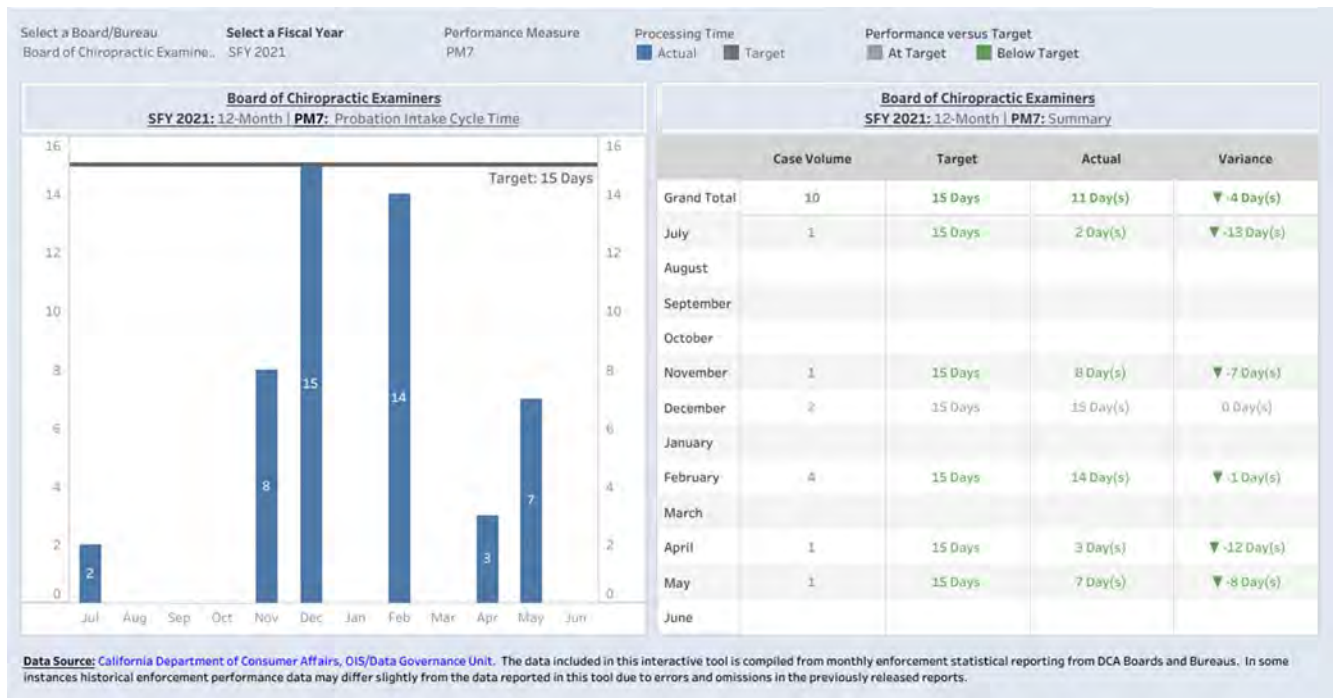 Select a Board/Bureau
Board of Chiropractic Examine..
Select a Fiscal Year
SFY 2021
Performance Measure
PM7
Processing Time
Actual Target
Performance versus Target
At Target Below Target
Board of Chiropractic Examiners
SFY 2021: 12-Month | PM7: Probation Intake Cycle Time
16 16
Target: 15 Days
14 14
12 12
10 10
8 8
6 6
4 4
2 2
0 0
2 8 15 14 3 7
Jul Aug Sep Oct Nov Dec Jan Feb Mar Apr May Jun
Board of Chiropractic Examiners
SFY 2021: 12-Month | PM7: Summary
Case Volume Target Actual Variance
Grand Total 10 15 Days 11 Day(s) ▼ -4 Day(s)
July 1 15 Days 2 Day(s) ▼ -13 Day(s)
August
September
October
November 1 15 Days 8 Day(s) ▼ -7 Day(s)
December 2 15 Days 15 Day(s) 0 Day(s)
January
February 4 15 Days 14 Day(s) ▼ -1 Day(s)
March
April 1 15 Days 3 Day(s) ▼ -12 Day(s)
May 1 15 Days 7 Day(s) ▼ -8 Day(s)
June
Data Source: California Department of Consumer Affairs, OIS/Data Governance Unit. The data included in this interactive tool is compiled from monthly enforcement statistical reporting from DCA Boards and Bureaus. In some
instances historical enforcement performance data may differ slightly from the data reported in this tool due to errors and omissions in the previously released reports.